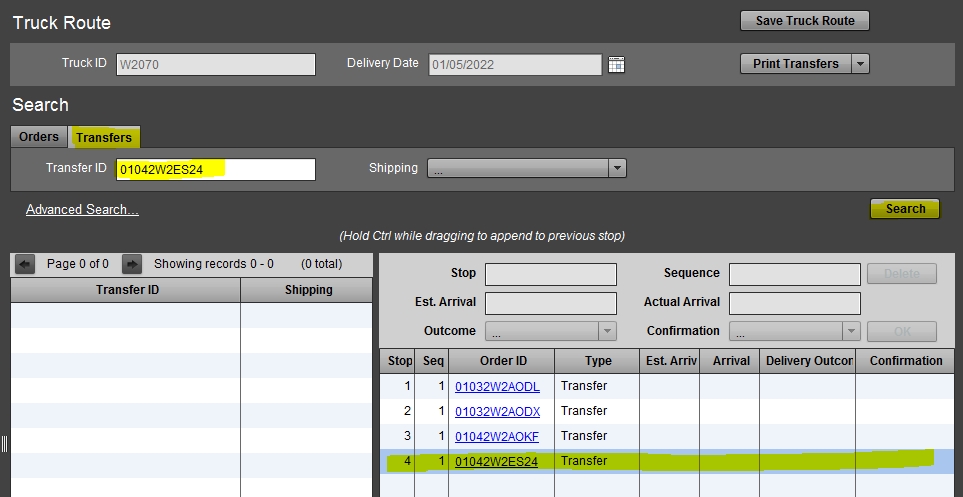 Truck Route
Save Truck Route
Truck ID W2070 Delivery Date 01/05/2022 Print Transfers
Search
Orders Transfers
Transfer ID 01042W2ES24 Shipping ...
Advanced Search... Search
(Hold Ctrl while dragging to append to previous stop)
Page 0 of 0 Showing records 0 - 0 (0 total)
Transfer ID Shipping
Stop Sequence Delete
Est. Arrival Actual Arrival
Outcome ... Confirmation ... OK
Stop Seq Order ID Type Est. Arriv Arrival Delivery Outcor Confirmation
1 1 01032W2AODL Transfer
2 1 01032W2AODX Transfer
3 1 01042W2AOKF Transfer
4 1 01042W2ES24 Transfer